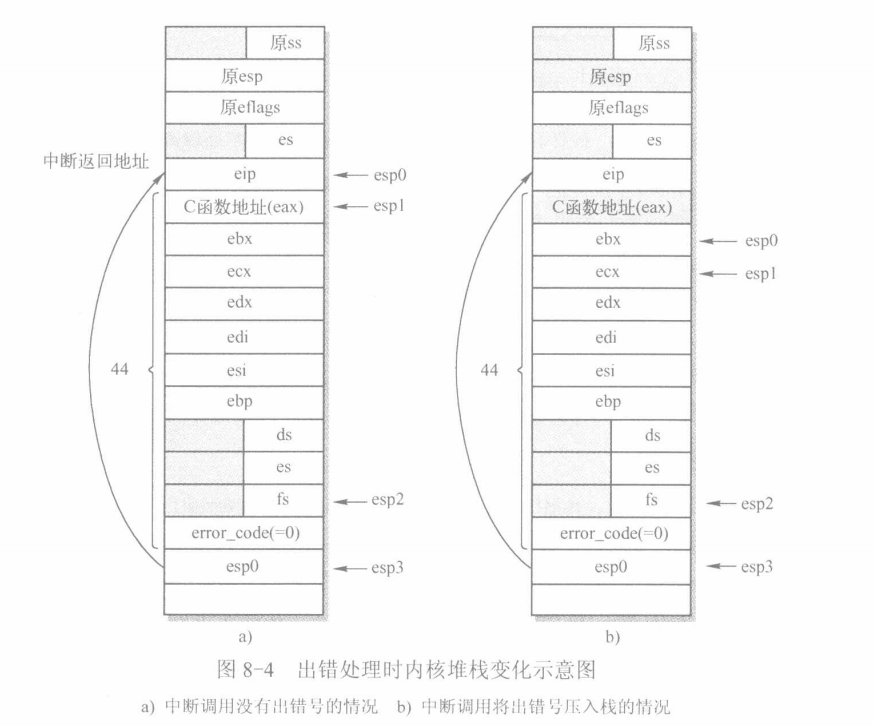 原ss
原esp
原eflags
es
中断返回地址
eip
esp0
C函数地址(eax)
esp1
ebx
ecx
edx
edi
44
esi
ebp
ds
es
fs
esp2
error_code(=0)
esp0
esp3
a)
原ss
原esp
原eflags
es
eip
C函数地址(eax)
ebx
esp0
ecx
esp1
edx
edi
44
esi
ebp
ds
es
fs
esp2
error_code(=0)
esp0
esp3
b)
图 8-4 出错处理时内核堆栈变化示意图
a) 中断调用没有出错号的情况 b) 中断调用将出错号压入栈的情况